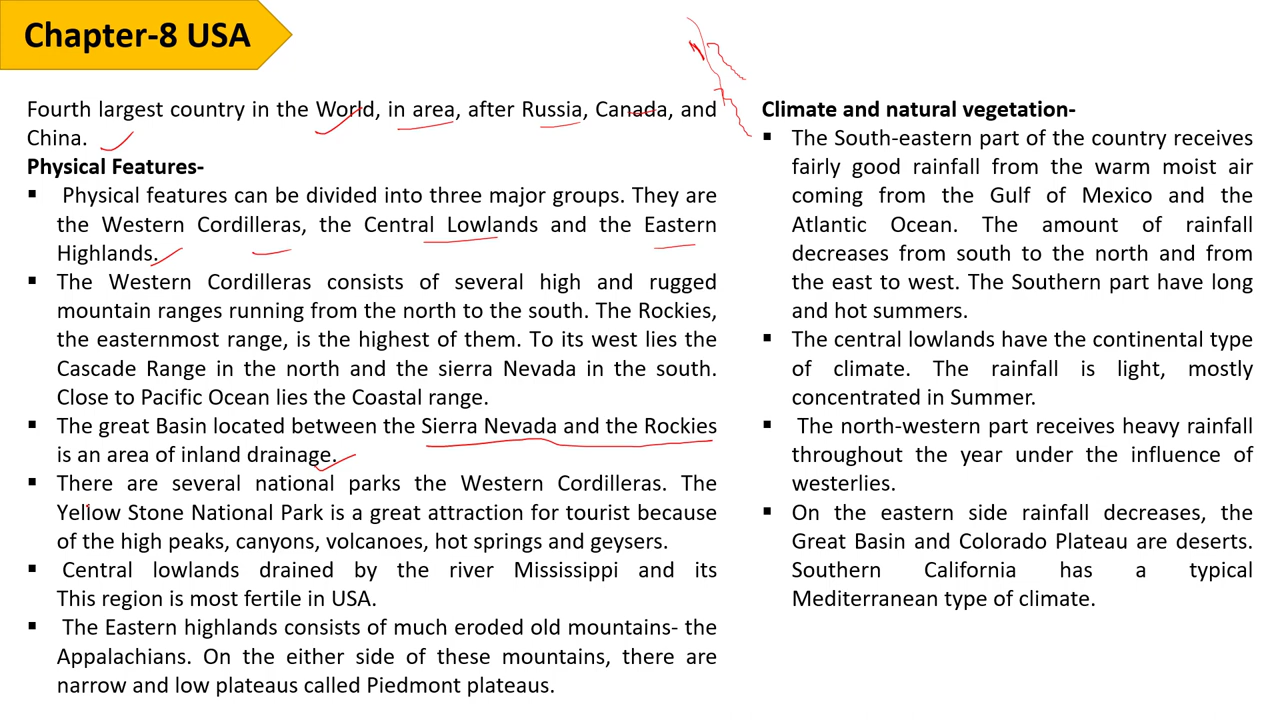 Chapter-8 USA
Fourth largest country in the World, in area, after Russia, Canada, and
China.
Physical Features-
▪ Physical features can be divided into three major groups. They are
the Western Cordilleras, the Central Lowlands and the Eastern
Highlands.
▪ The Western Cordilleras consists of several high and rugged
mountain ranges running from the north to the south. The Rockies,
the easternmost range, is the highest of them. To its west lies the
Cascade Range in the north and the sierra Nevada in the south.
Close to Pacific Ocean lies the Coastal range.
▪ The great Basin located between the Sierra Nevada and the Rockies
is an area of inland drainage.
▪ There are several national parks the Western Cordilleras. The
Yellow Stone National Park is a great attraction for tourist because
of the high peaks, canyons, volcanoes, hot springs and geysers.
▪ Central lowlands drained by the river Mississippi and its
This region is most fertile in USA.
▪ The Eastern highlands consists of much eroded old mountains- the
Appalachians. On the either side of these mountains, there are
narrow and low plateaus called Piedmont plateaus.
Climate and natural vegetation-
▪ The South-eastern part of the country receives
fairly good rainfall from the warm moist air
coming from the Gulf of Mexico and the
Atlantic Ocean. The amount of rainfall
decreases from south to the north and from
the east to west. The Southern part have long
and hot summers.
▪ The central lowlands have the continental type
of climate. The rainfall is light, mostly
concentrated in Summer.
▪ The north-western part receives heavy rainfall
throughout the year under the influence of
westerlies.
▪ On the eastern side rainfall decreases, the
Great Basin and Colorado Plateau are deserts.
Southern California has a typical
Mediterranean type of climate.